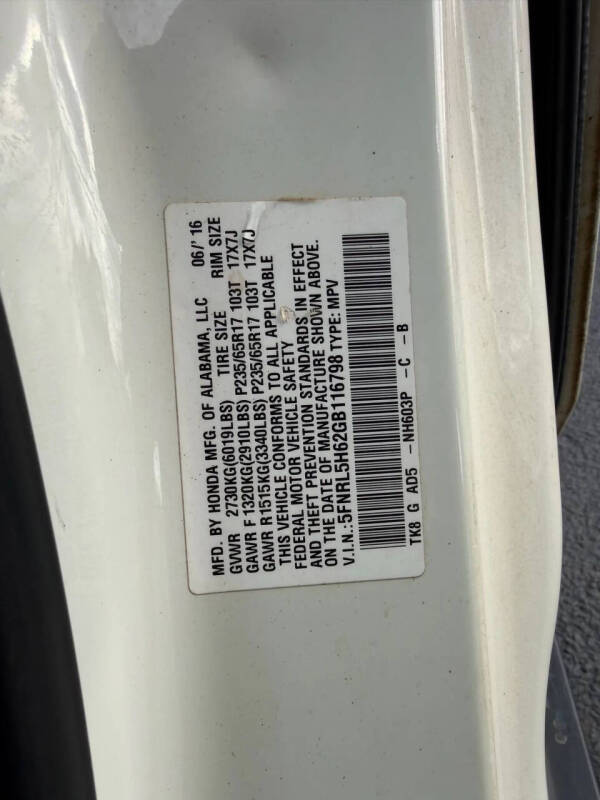 MFD. BY HONDA MFG. OF ALABAMA, LLC 06/'16
GVWR 2730KG(6019LBS) TIRE SIZE RIM SIZE
GAWR F 1320KG(2910LBS) P235/65R17 103T 17X7J
GAWR R1515KG(3340LBS) P235/65R17 103T 17X7J
THIS VEHICLE CONFORMS TO ALL APPLICABLE
FEDERAL MOTOR VEHICLE SAFETY
AND THEFT PREVENTION STANDARDS IN EFFECT
ON THE DATE OF MANUFACTURE SHOWN ABOVE.
V.I.N.:5FNRL5H62GB116798 TYPE: MPV
TK8 G AD5 -NH603P -C -B